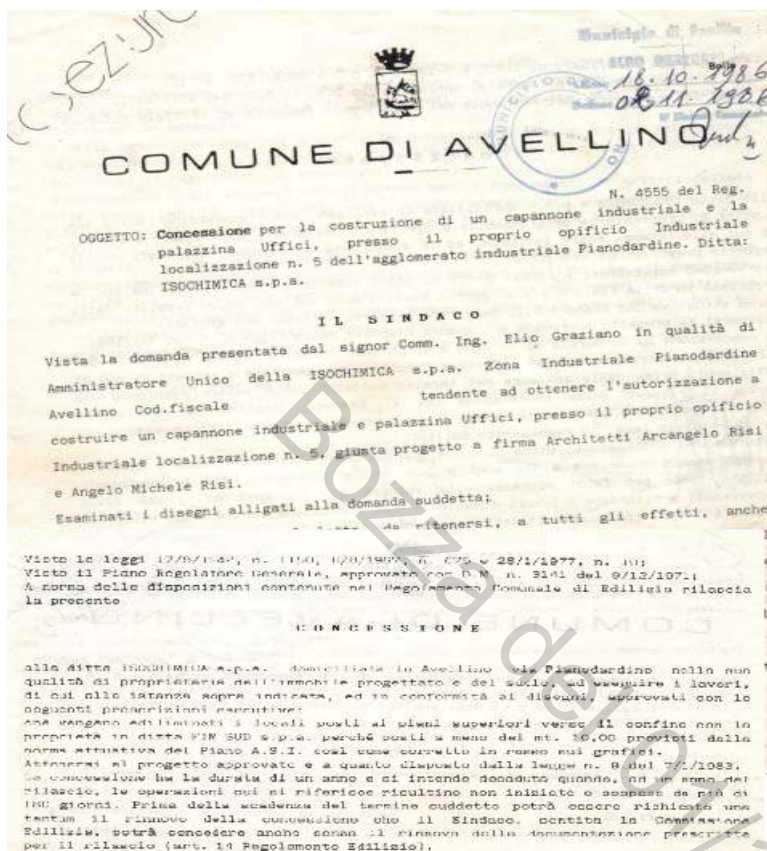 Bollo
18.10.1986
02.11.1986
MUNICIPIO
COMUNE DI AVELLINO
N. 4555 del Reg.
OGGETTO: Concessione per la costruzione di un capannone industriale e la
palazzina Uffici, presso il proprio opificio Industriale
localizzazione n. 5 dell'agglomerato industriale Pianodardine. Ditta:
ISOCHIMICA s.p.a.
IL SINDACO
Vista la domanda presentata dal signor Comm. Ing. Elio Graziano in qualità di
Amministratore Unico della ISOCHIMICA s.p.a. Zona Industriale Pianodardine
Avellino Cod.fiscale tendente ad ottenere l'autorizzazione a
costruire un capannone industriale e palazzina Uffici, presso il proprio opificio
Industriale localizzazione n. 5, giusta progetto a firma Architetti Arcangelo Risi
e Angelo Michele Risi.
Esaminati i disegni alligati alla domanda suddetta;
da ritenersi, a tutti gli effetti, anche
Viste le leggi 17/8/1942, n. 1150, n. e 28/1/1977, n. 10;
Visto il Piano Regolatore Generale, approvato con D.M. n. 3141 del
A norma delle disposizioni contenute nel Regolamento Comunale di Edilizia rilascia
la presente
CONCESSIONE
alla ditta ISOCHIMICA s.p.a. domiciliata in Avellino via Pianodardine nella sua
qualità di proprietaria dell'immobile progettato e del suolo, ad eseguire i lavori,
di cui alla istanza sopra indicata, ed in conformità ai disegni, approvati con le
seguenti prescrizioni esecutive:
che vengano i locali posti ai piani superiori verso il confine con la
proprietà in ditta FIN SUD s.p.a. perché posti a meno dei mt. 10,00 previsti dalla
norma attuativa del Piano A.S.I. così come corretto in rosso sui grafici.
Attenersi al progetto approvato e a quanto disposto dalla legge n. 9 del 7/1/1983.
La concessione ha la durata di un anno e si intende decaduta quando, ad un anno dal
rilascio, le operazioni cui si riferisce risultino non iniziate o sospese da più di
180 giorni. Prima della scadenza del termine suddetto potrà essere richiesto una
tantum il rinnovo della concessione che il Sindaco, sentita la Commissione
Edilizia, potrà concedere anche senza il rinnovo della documentazione prescritta
per il rilascio (art. 14 Regolamento Edilizio).
Bozza del